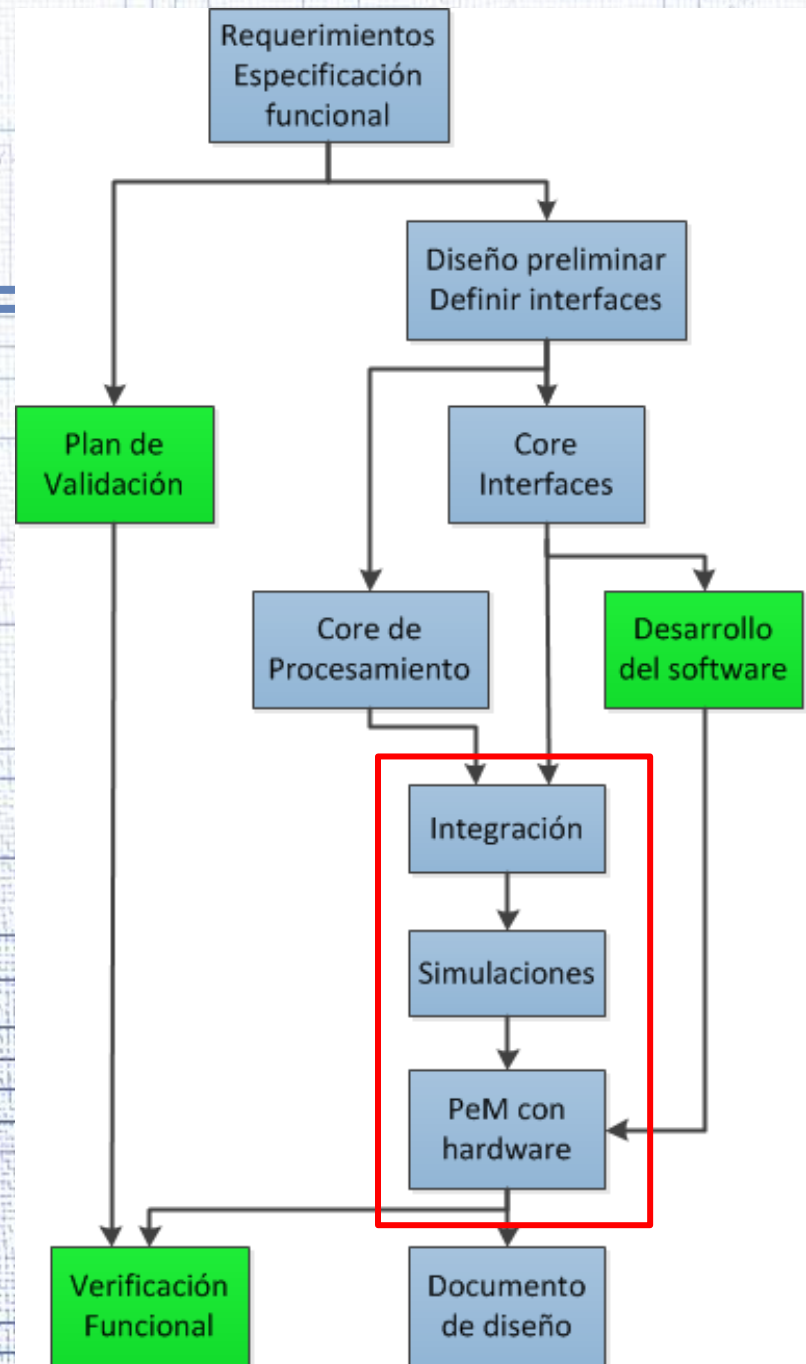 Requerimientos
Especificación
funcional
Diseño preliminar
Definir interfaces
Plan de
Validación
Core
Interfaces
Core de
Procesamiento
Desarrollo
del software
Integración
Simulaciones
PeM con
hardware
Verificación
Funcional
Documento
de diseño